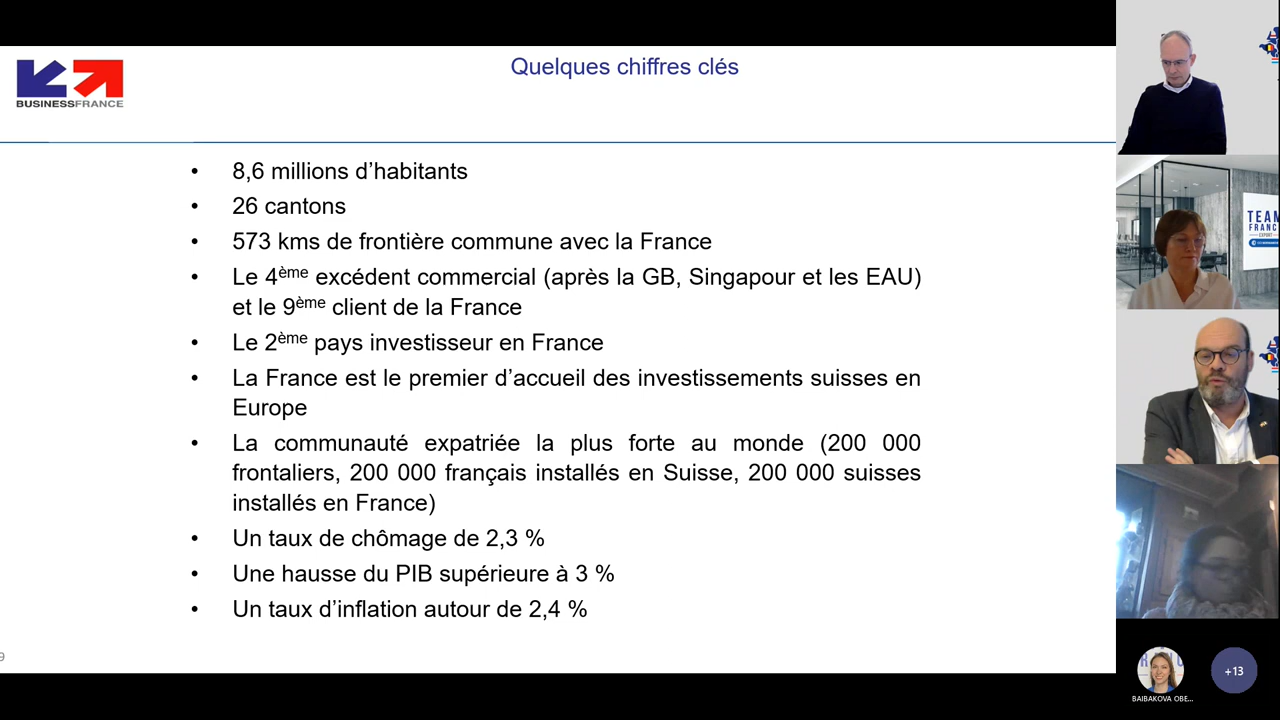 Quelques chiffres clés
BUSINESSFRANCE
• 8,6 millions d’habitants
• 26 cantons
• 573 kms de frontière commune avec la France
• Le 4ème excédent commercial (après la GB, Singapour et les EAU)
et le 9ème client de la France
• Le 2ème pays investisseur en France
• La France est le premier d’accueil des investissements suisses en
Europe
• La communauté expatriée la plus forte au monde (200 000
frontaliers, 200 000 français installés en Suisse, 200 000 suisses
installés en France)
• Un taux de chômage de 2,3 %
• Une hausse du PIB supérieure à 3 %
• Un taux d’inflation autour de 2,4 %
9
TEAM
FRANC
EXPORT
+13
BAIBAKOVA OBE...